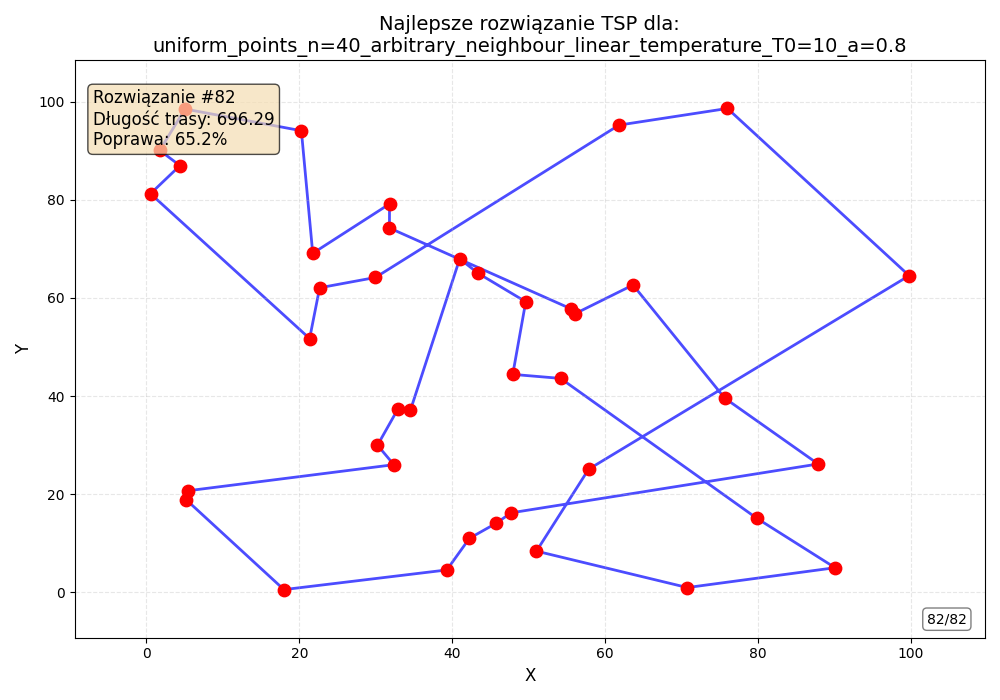 Najlepsze rozwiązanie TSP dla:
uniform_points_n=40_arbitrary_neighbour_linear_temperature_T0=10_a=0.8
Rozwiązanie #82
Długość trasy: 696.29
Poprawa: 65.2%
Y
100
80
60
40
20
0
0 20 40 60 80 100
X
82/82